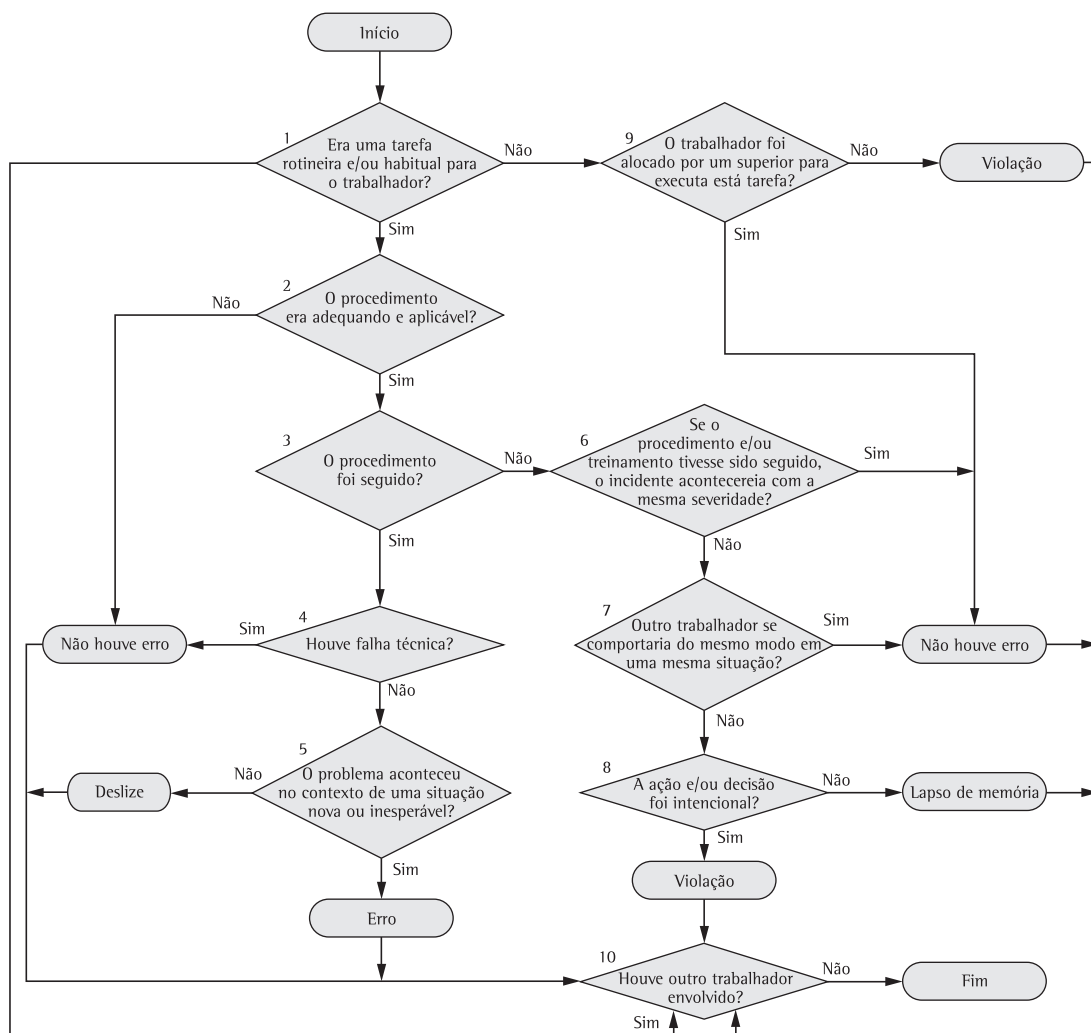 Início
1
Era uma tarefa
rotineira e/ou habitual para
o trabalhador?
Não
9
O trabalhador foi
alocado por um superior para
executa está tarefa?
Não
Violação
Sim
Sim
2
O procedimento
era adequando e aplicável?
Não
Sim
3
O procedimento
foi seguido?
Não
6
Se o
procedimento e/ou
treinamento tivesse sido seguido,
o incidente acontecereia com a
mesma severidade?
Sim
Sim
Não
4
Houve falha técnica?
Sim
Não houve erro
7
Outro trabalhador se
comportaria do mesmo modo em
uma mesma situação?
Sim
Não houve erro
Não
Não
5
O problema aconteceu
no contexto de uma situação
nova ou inesperável?
Não
Deslize
8
A ação e/ou decisão
foi intencional?
Não
Lapso de memória
Sim
Sim
Violação
Erro
10
Houve outro trabalhador
envolvido?
Não
Fim
Sim